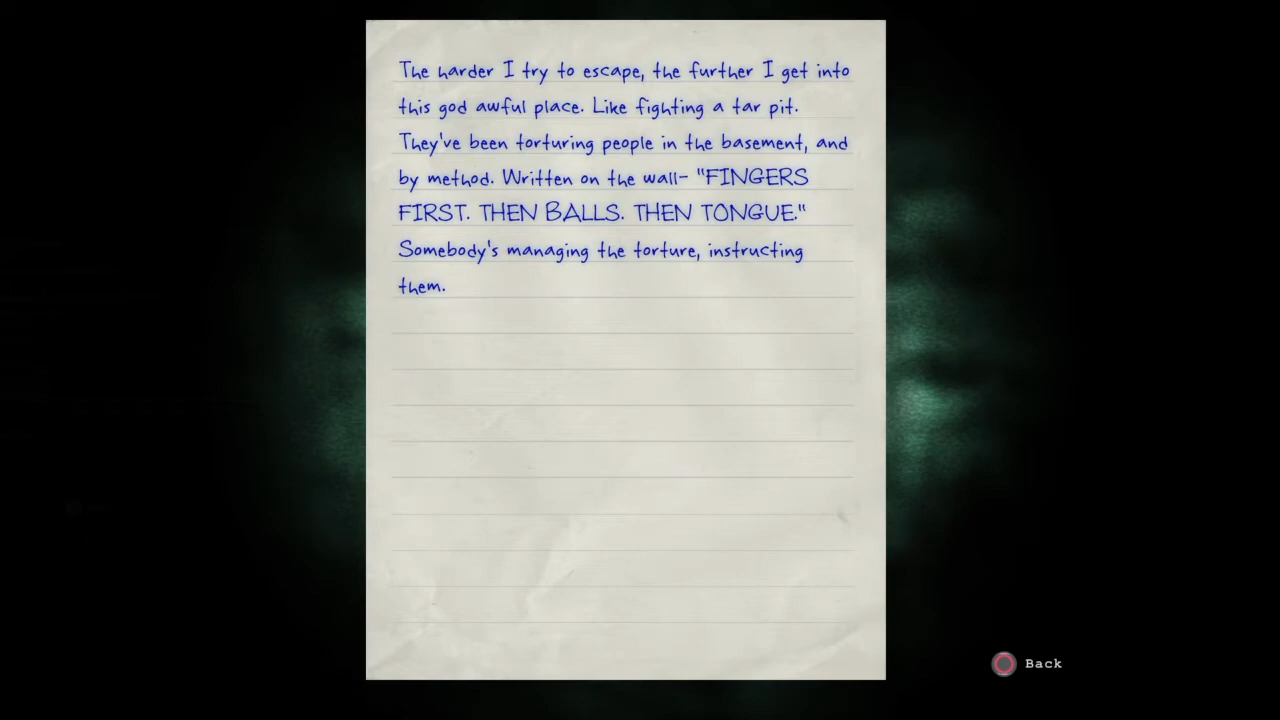 The harder I try to escape, the further I get into
this god awful place. Like fighting a tar pit.
They've been torturing people in the basement, and
by method. Written on the wall- "FINGERS
FIRST. THEN BALLS. THEN TONGUE."
Somebody's managing the torture, instructing
them.
Back